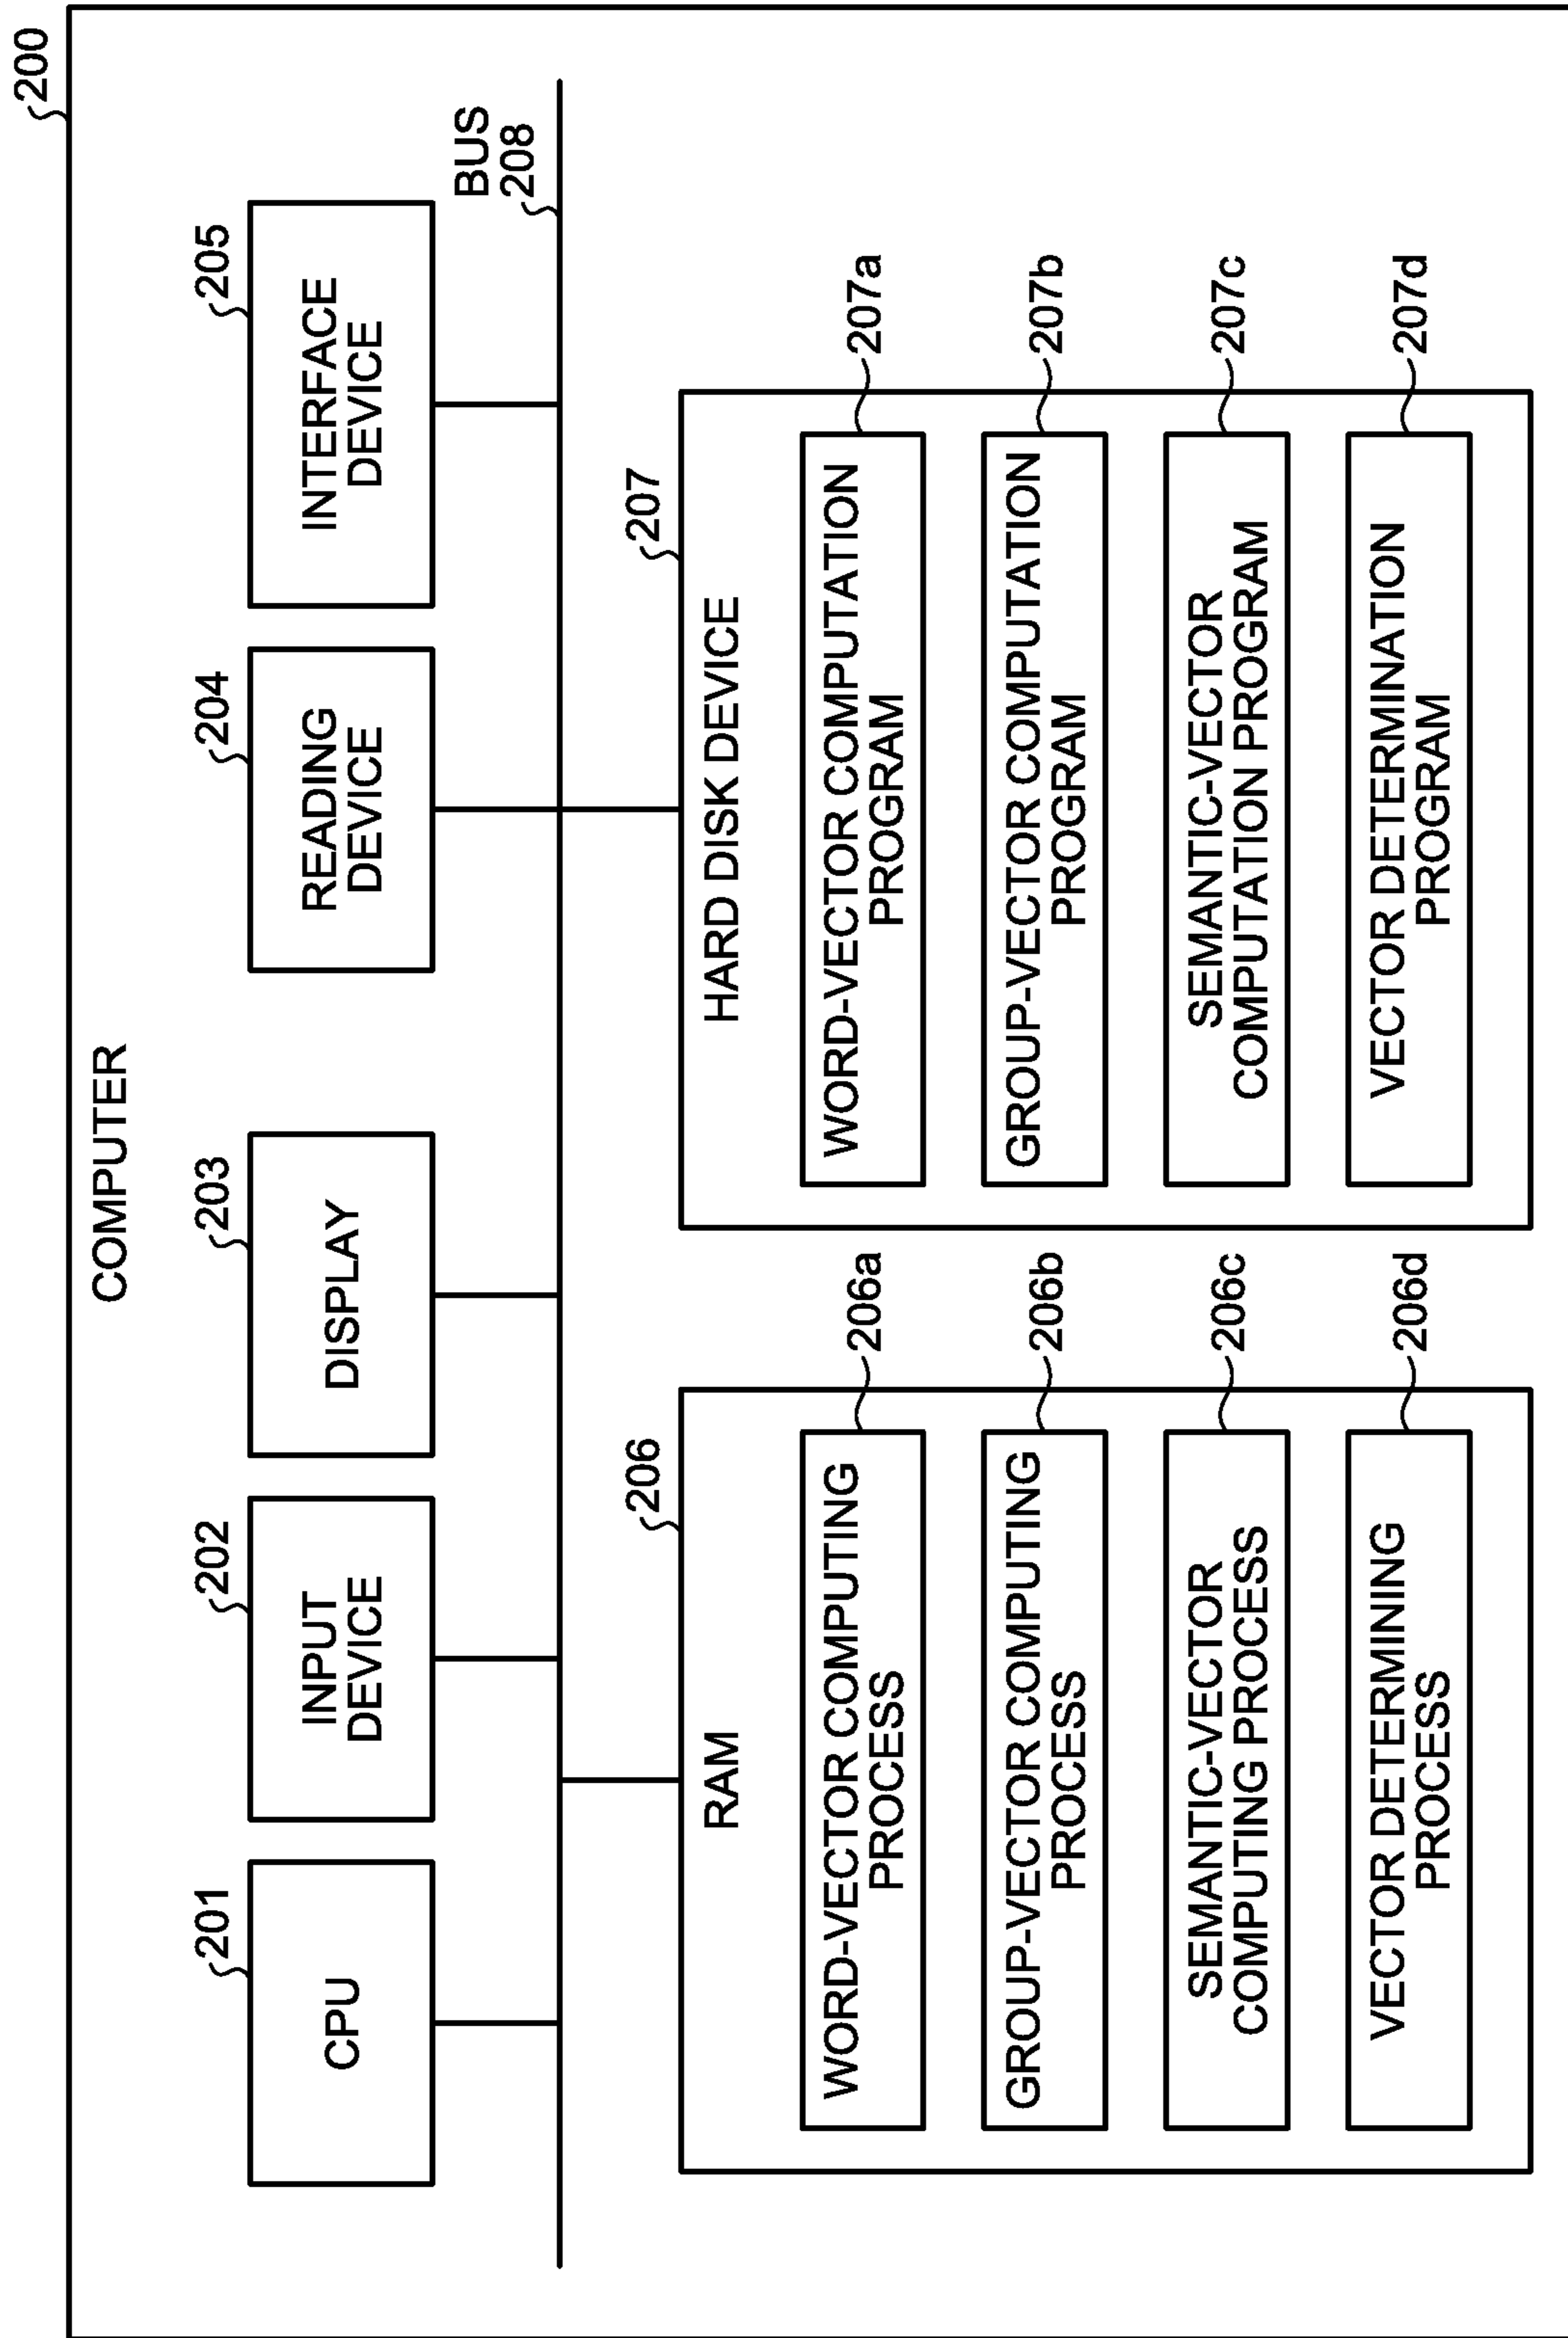 200
COMPUTER
201
202
203
204
205
CPU
INPUT
DEVICE
DISPLAY
READING
DEVICE
INTERFACE
DEVICE
BUS
208
206
RAM
WORD-VECTOR COMPUTING
PROCESS
206a
GROUP-VECTOR COMPUTING
PROCESS
206b
SEMANTIC-VECTOR
COMPUTING PROCESS
206c
VECTOR DETERMINING
PROCESS
206d
207
HARD DISK DEVICE
WORD-VECTOR COMPUTATION
PROGRAM
207a
GROUP-VECTOR COMPUTATION
PROGRAM
207b
SEMANTIC-VECTOR
COMPUTATION PROGRAM
207c
VECTOR DETERMINATION
PROGRAM
207d